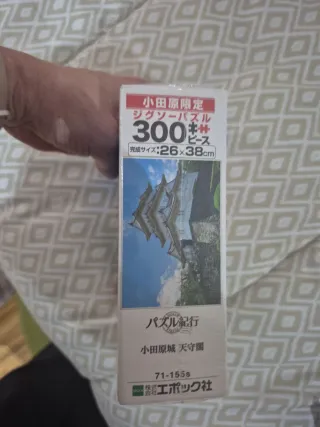 小田原限定
ジグソーパズル
300ピース
完成サイズ:26×38cm
パズル紀行
小田原城 天守閣
71-155s
株式会社 エポック社